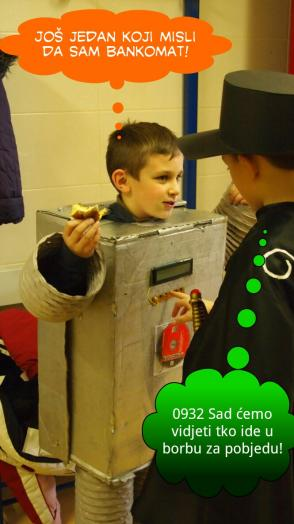 JOŠ JEDAN KOJI MISLI
DA SAM BANKOMAT!
0932 Sad ćemo
vidjeti tko ide u
borbu za pobjedu!